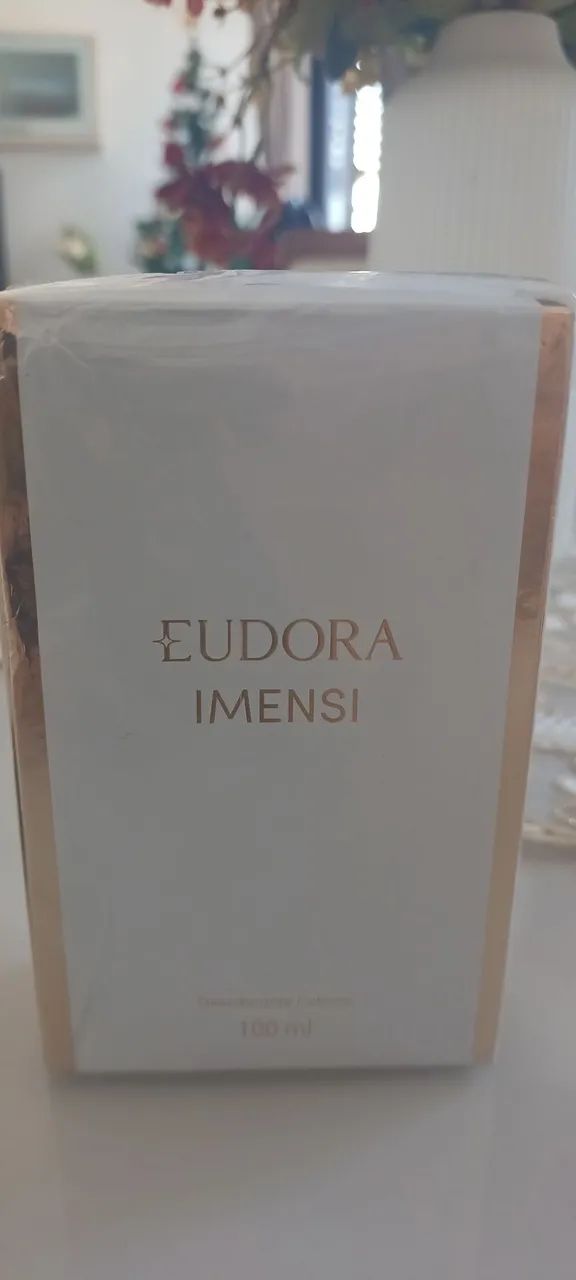 EUDORA
IMENSI
Desodorante Colônia
100 ml